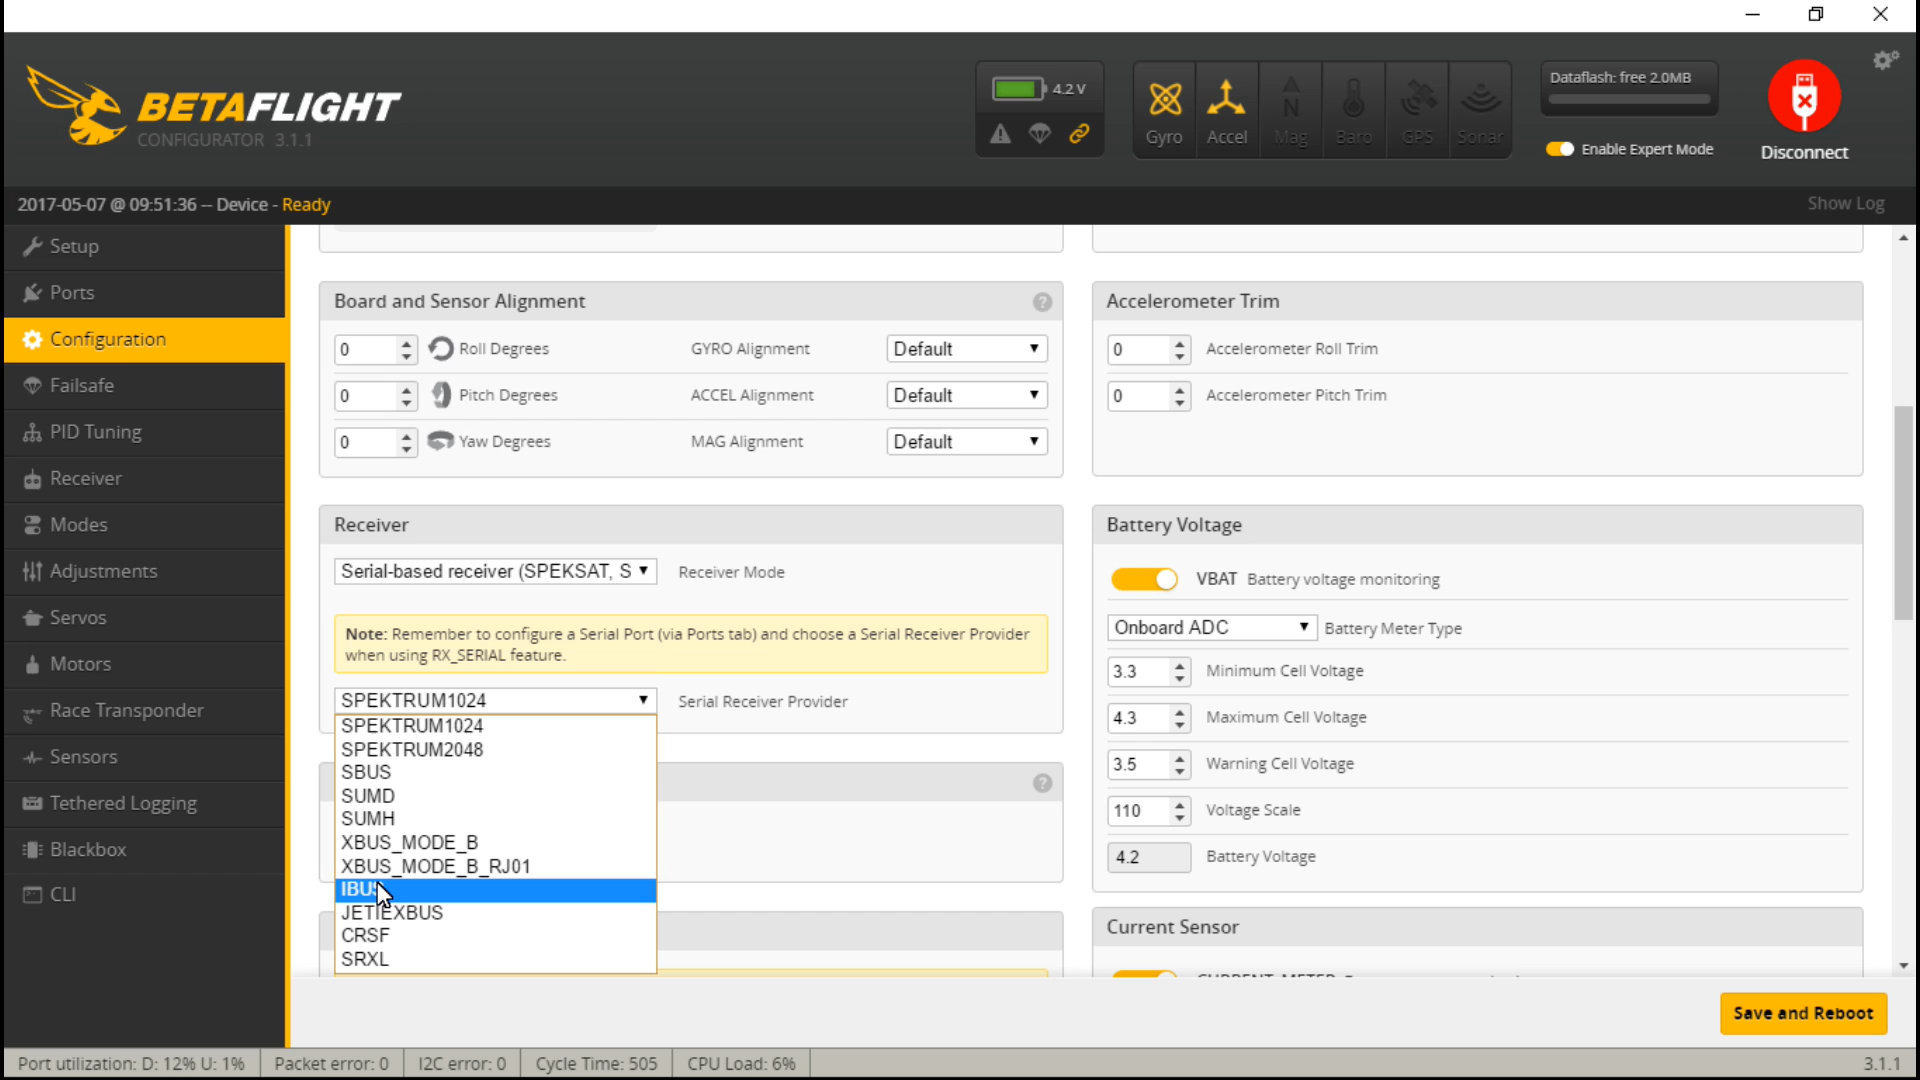 BETAFLIGHT
CONFIGURATOR 3.1.1
4.2 V
Gyro
Accel
Mag
Baro
GPS
Sonar
Dataflash: free 2.0MB
Enable Expert Mode
Disconnect
2017-05-07 @ 09:51:36 -- Device - Ready
Show Log
Setup
Ports
Configuration
Failsafe
PID Tuning
Receiver
Modes
Adjustments
Servos
Motors
Race Transponder
Sensors
Tethered Logging
Blackbox
CLI
Board and Sensor Alignment
0 Roll Degrees GYRO Alignment Default
0 Pitch Degrees ACCEL Alignment Default
0 Yaw Degrees MAG Alignment Default
Accelerometer Trim
0 Accelerometer Roll Trim
0 Accelerometer Pitch Trim
Receiver
Serial-based receiver (SPEKSAT, S Receiver Mode
Note: Remember to configure a Serial Port (via Ports tab) and choose a Serial Receiver Provider
when using RX_SERIAL feature.
SPEKTRUM1024 Serial Receiver Provider
SPEKTRUM1024
SPEKTRUM2048
SBUS
SUMD
SUMH
XBUS_MODE_B
XBUS_MODE_B_RJ01
IBUS
JETIEXBUS
CRSF
SRXL
Battery Voltage
VBAT Battery voltage monitoring
Onboard ADC Battery Meter Type
3.3 Minimum Cell Voltage
4.3 Maximum Cell Voltage
3.5 Warning Cell Voltage
110 Voltage Scale
4.2 Battery Voltage
Current Sensor
Save and Reboot
Port utilization: D: 12% U: 1% Packet error: 0 I2C error: 0 Cycle Time: 505 CPU Load: 6% 3.1.1